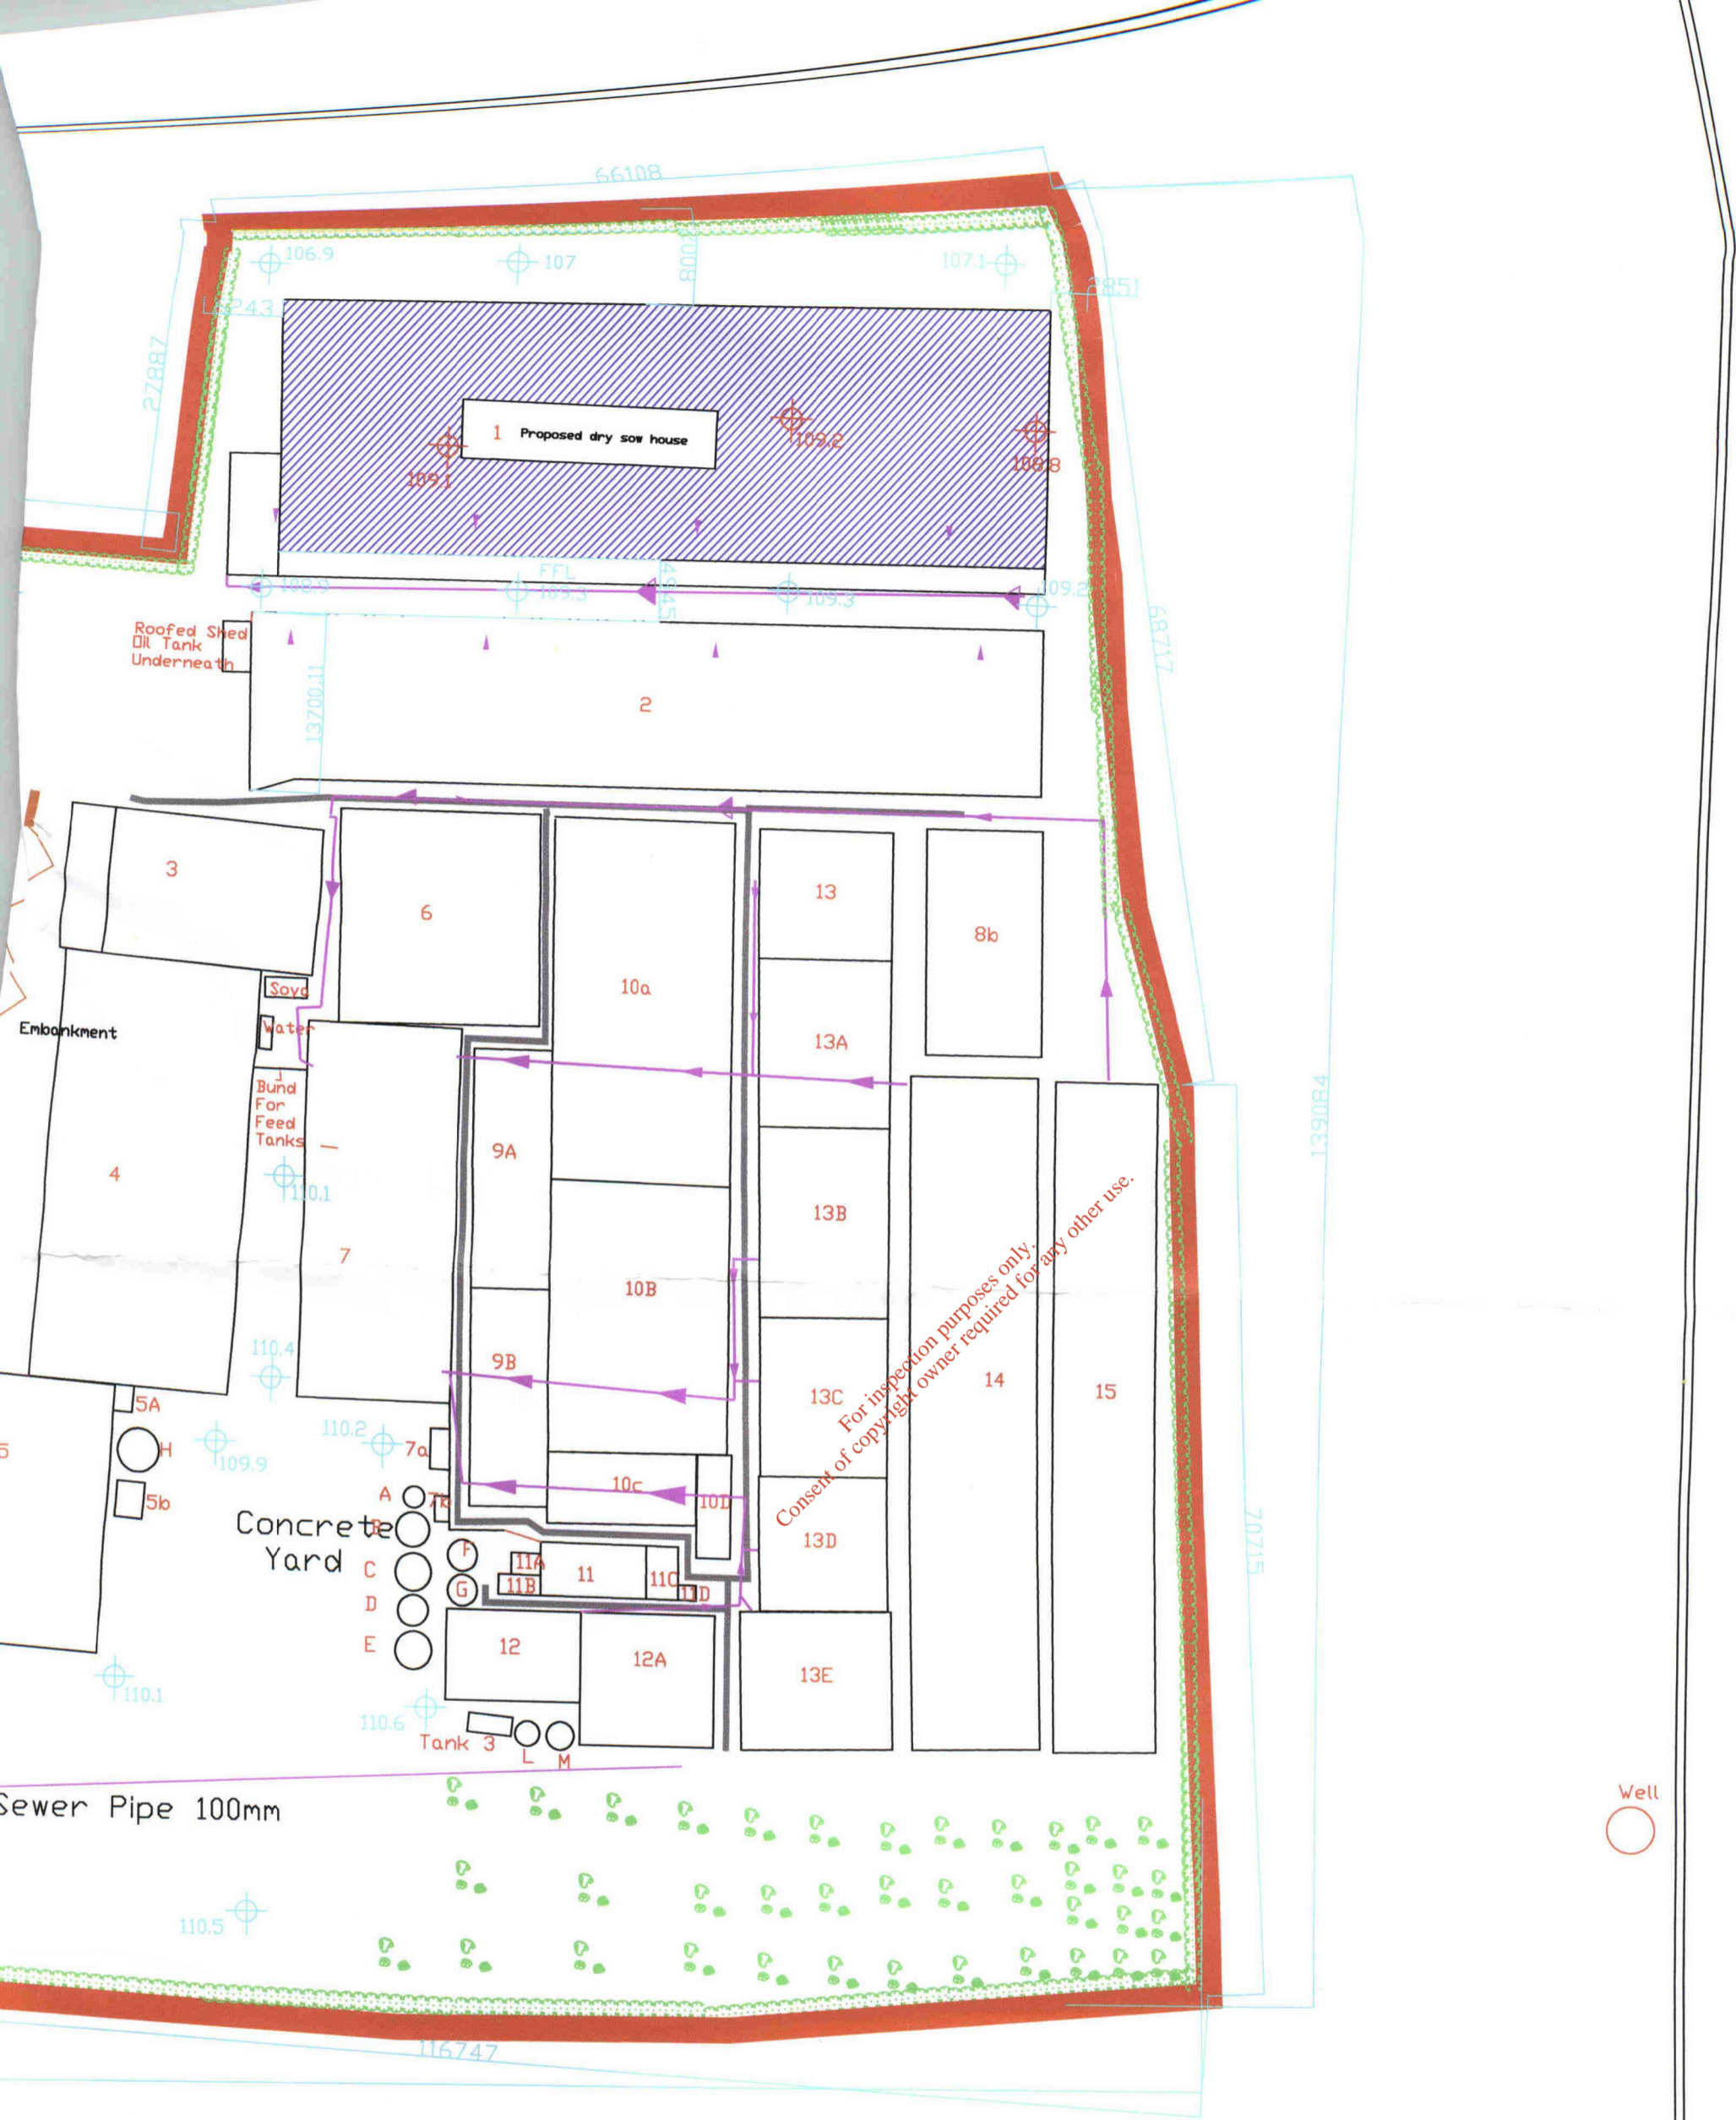 66108
106.9
107
107.1
2851
27887
1 Proposed dry sow house
109.1
109.2
108.8
108.9
FFL
109.3
109.3
109.2
4945
68717
Roofed Shed
Oil Tank
Underneath
13700.11
2
3
6
10a
13
8b
Soya
Water
Embankment
13A
Bund
For
Feed
Tanks
139084
4
110.1
9A
13B
7
10B
110.4
9B
13C
14
15
For inspection purposes only.
Consent of copyright owner required for any other use.
5A
5
H
109.9
110.2
7a
5b
A
7b
10c
10D
13D
70715
Concrete
Yard
B
C
D
E
F
G
11A
11B
11
11C
11D
12
12A
13E
110.1
110.6
Tank 3
L
M
Well
Sewer Pipe 100mm
110.5
116747